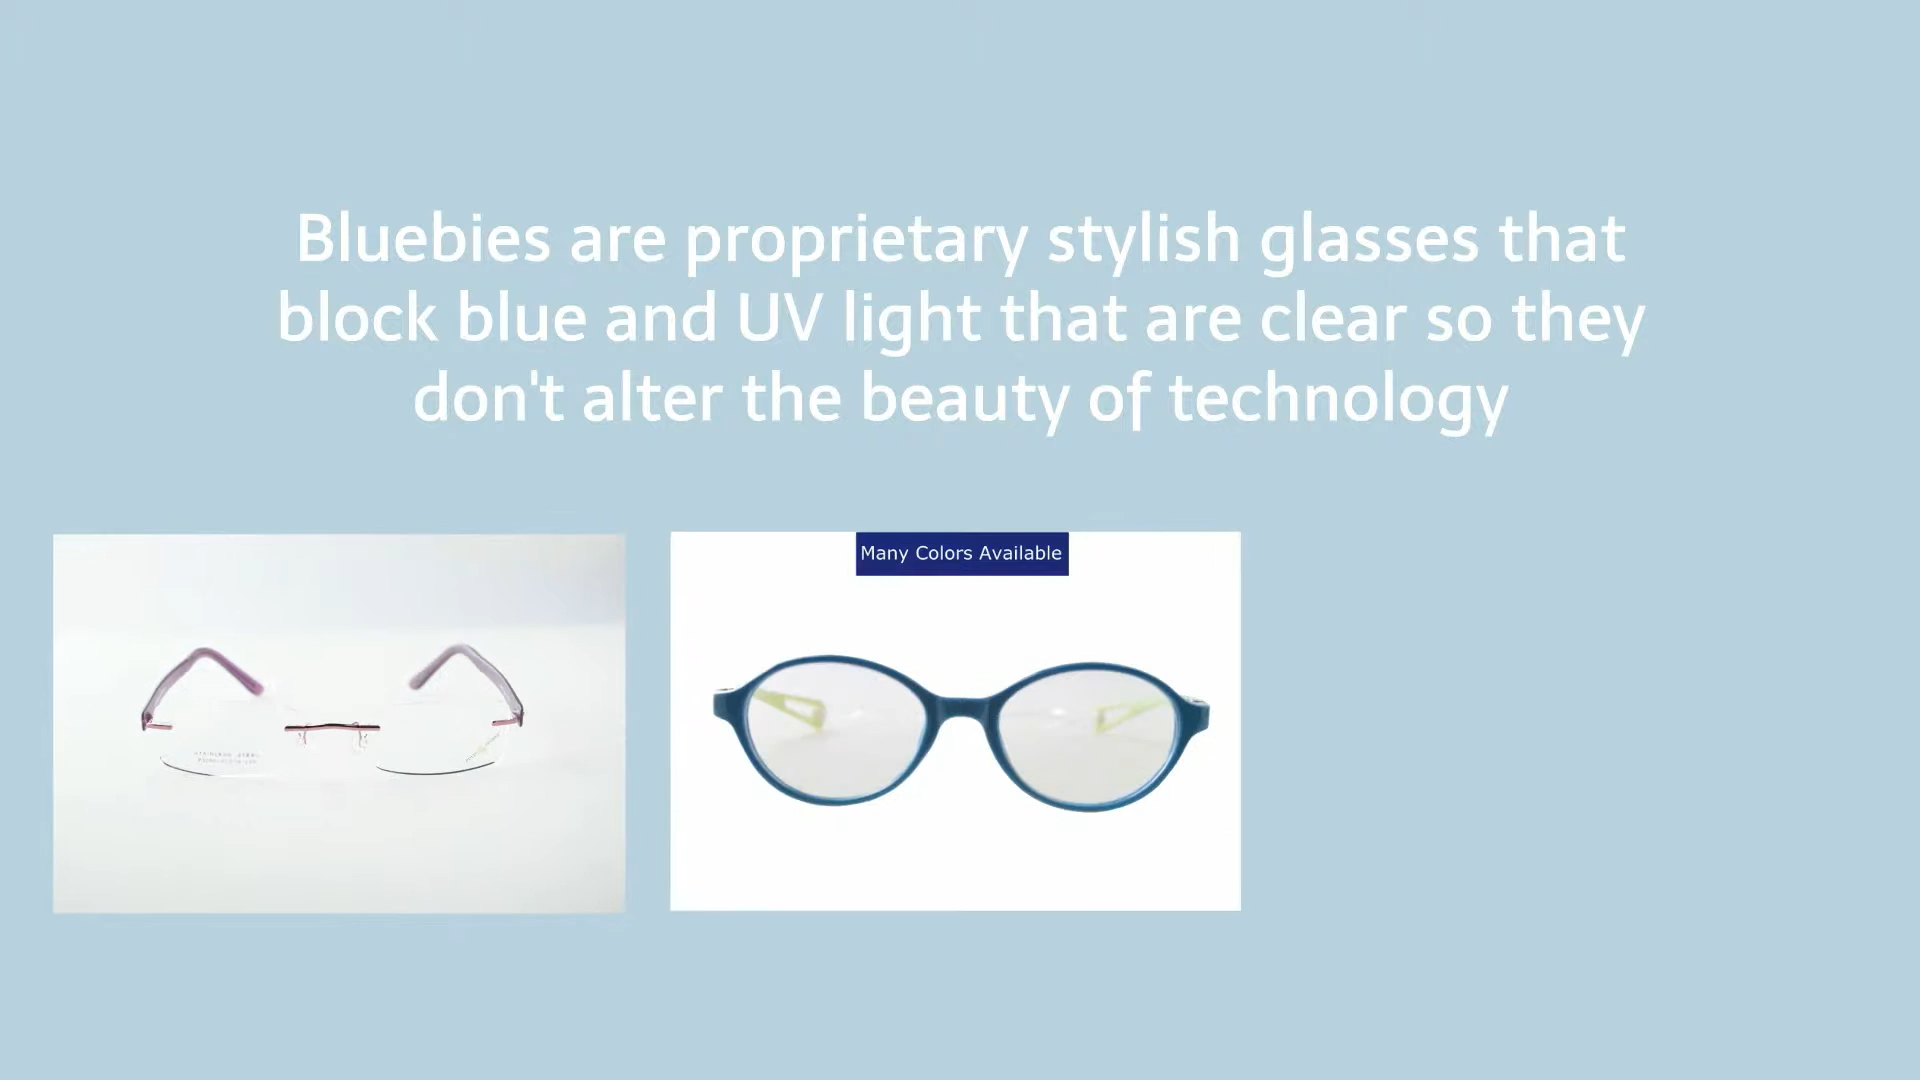 Bluebies are proprietary stylish glasses that
block blue and UV light that are clear so they
don't alter the beauty of technology
Many Colors Available